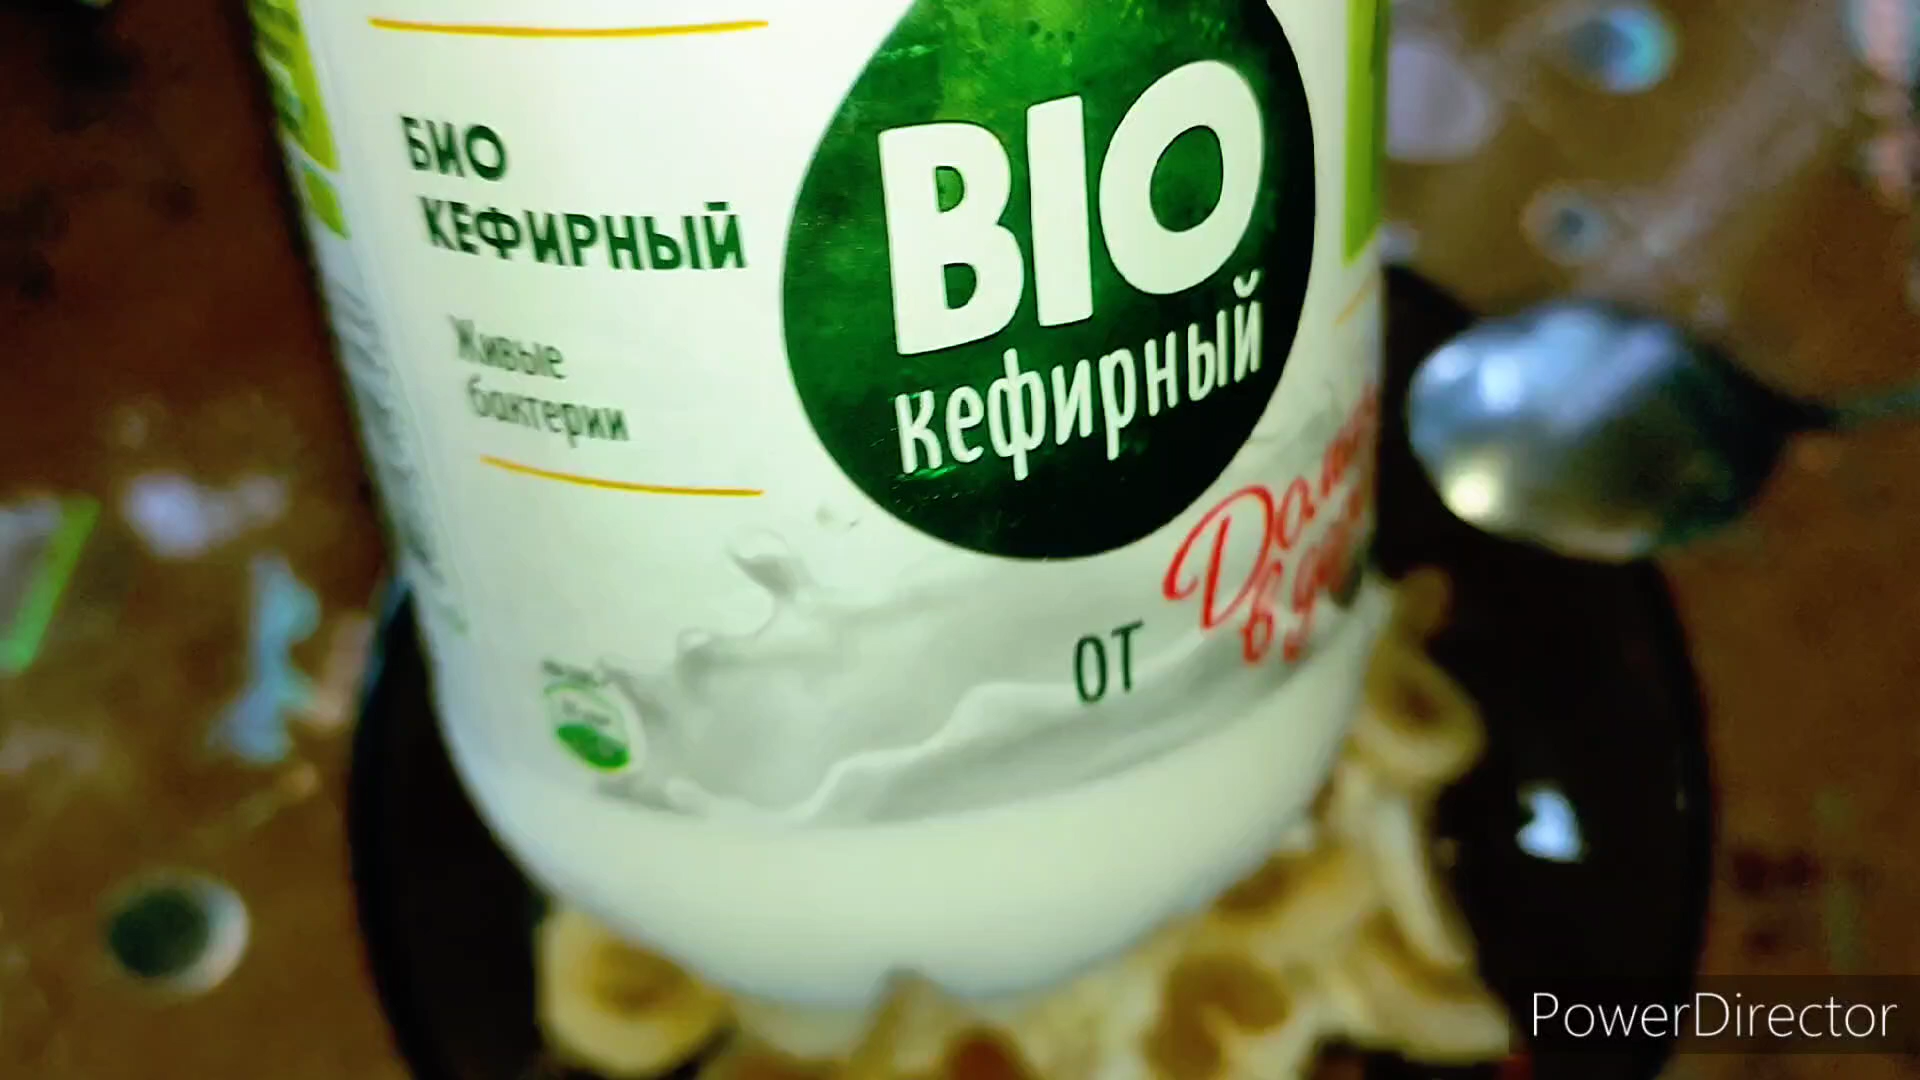 БИО
КЕФИРНЫЙ
Живые
бактерии
BIO
кефирный
от
PowerDirector